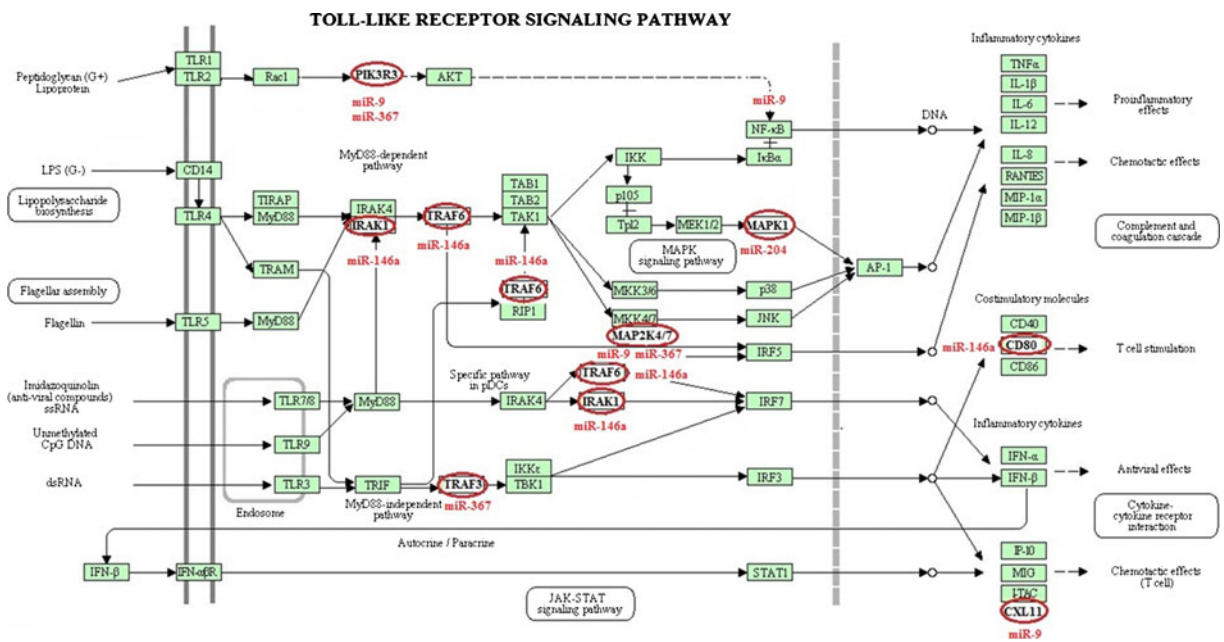 TOLL-LIKE RECEPTOR SIGNALING PATHWAY
Peptidoglycan (G+)
Lipoprotein
TLR1
TLR2
Rac1
PIK3R3
AKT
miR-9
miR-367
miR-9
NF-κB
IκBα
DNA
Inflammatory cytokines
TNFα
IL-1β
IL-6
IL-12
Proinflammatory
effects
IL-8
RANTES
MIP-1α
MIP-1β
Chemotactic effects
Complement and
coagulation cascade
LPS (G-)
CD14
Lipopolysaccharide
biosynthesis
TLR4
TIRAP
MyD88
TRAM
MyD88-dependent
pathway
IRAK4
IRAK1
miR-146a
TRAF6
miR-146a
TAB1
TAB2
TAK1
miR-146a
TRAF6
RIP1
IKK
p105
Tpl2
MEK1/2
MAPK1
miR-204
MAPK
signaling pathway
MKK3/6
p38
MKK4/7
JNK
MAP2K4/7
miR-9 miR-367
AP-1
IRF5
Flagellar assembly
Flagellin
TLR5
MyD88
Costimulatory molecules
CD40
CD80
CD86
miR-146a
T cell stimulation
Imidazoquinolin
(anti-viral compounds)
ssRNA
Unmethylated
CpG DNA
dsRNA
TLR7/8
TLR9
TLR3
Endosome
MyD88
Specific pathway
in pDCs
IRAK4
TRAF6
miR-146a
IRAK1
miR-146a
IRF7
TRIF
TRAF3
miR-367
MyD88-independent
pathway
IKKε
TBK1
IRF3
Inflammatory cytokines
IFN-α
IFN-β
Antiviral effects
Cytokine-
cytokine receptor
interaction
Autocrine / Paracrine
IFN-β
IFN-αβR
STAT1
JAK-STAT
signaling pathway
IP-10
MIG
I-TAC
CXL11
miR-9
Chemotactic effects
(T cell)